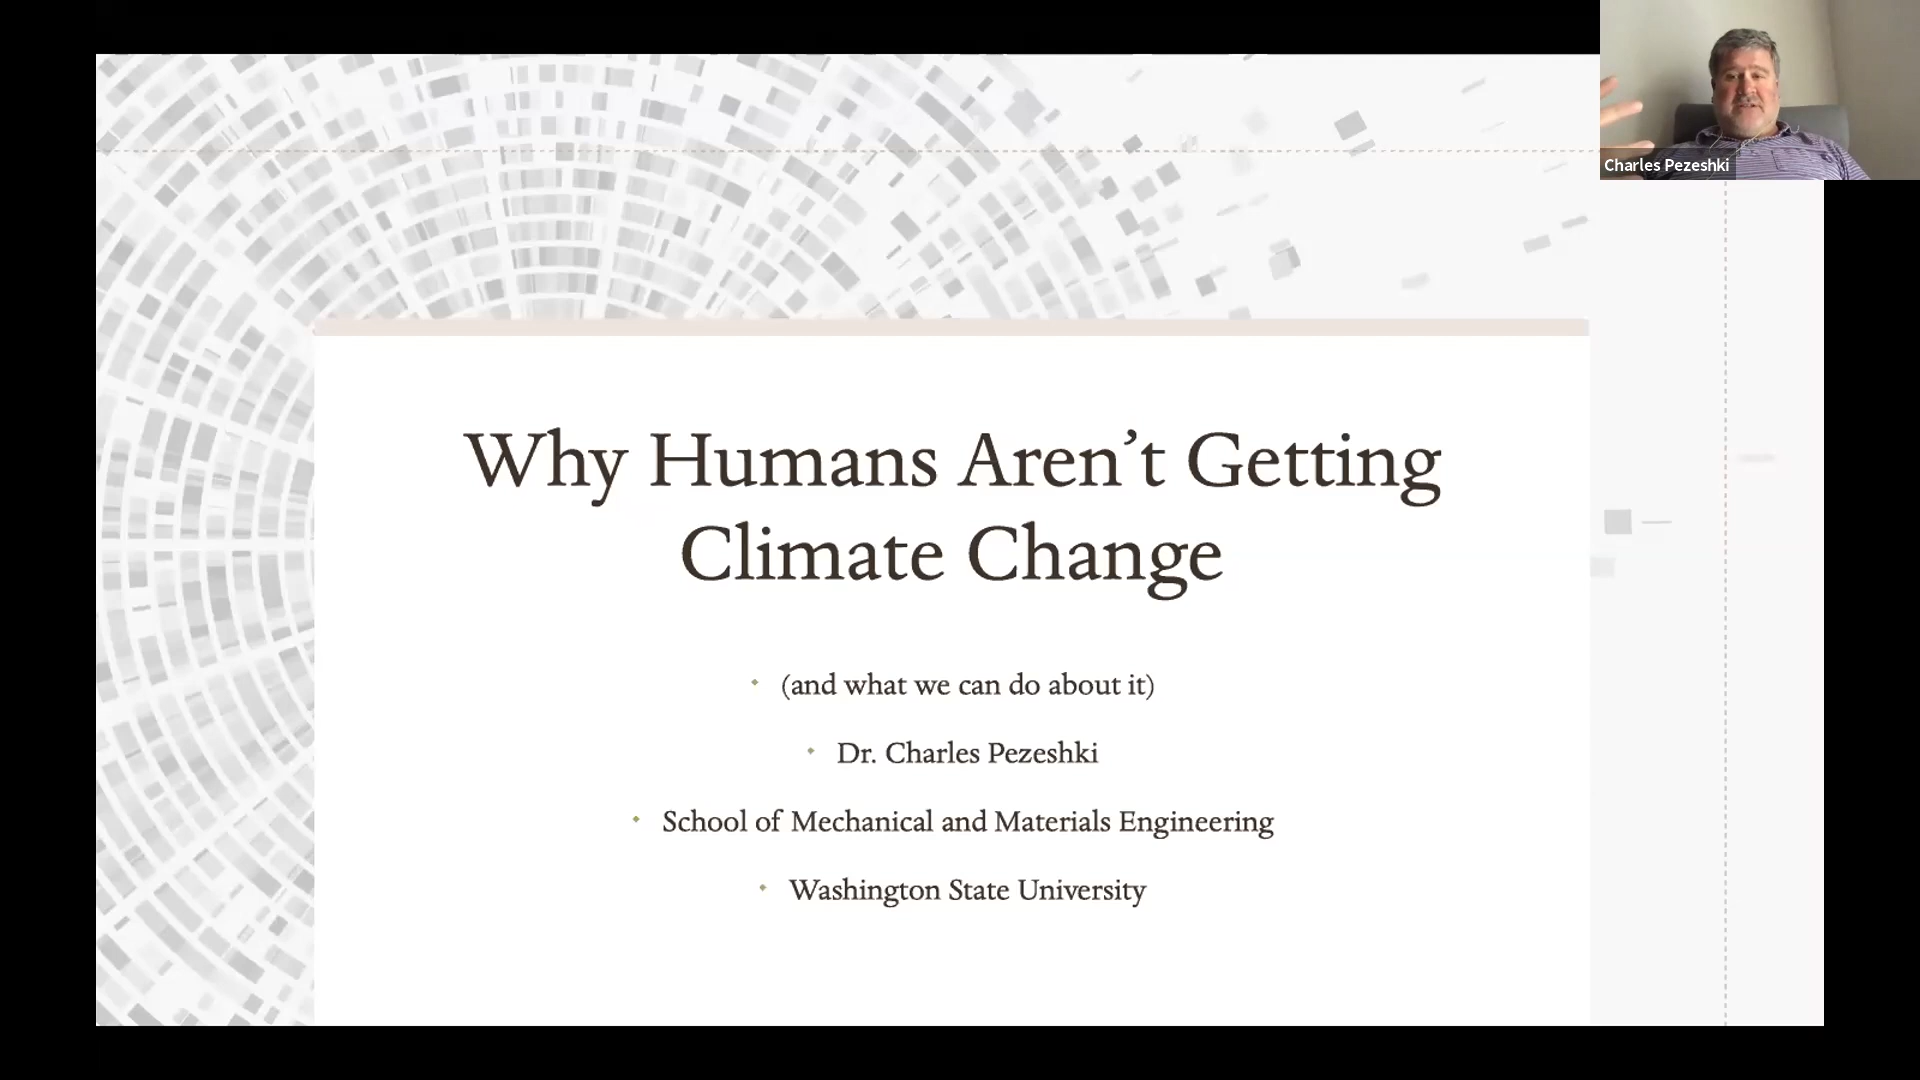 Charles Pezeshki
Why Humans Aren’t Getting
Climate Change
(and what we can do about it)
Dr. Charles Pezeshki
School of Mechanical and Materials Engineering
Washington State University